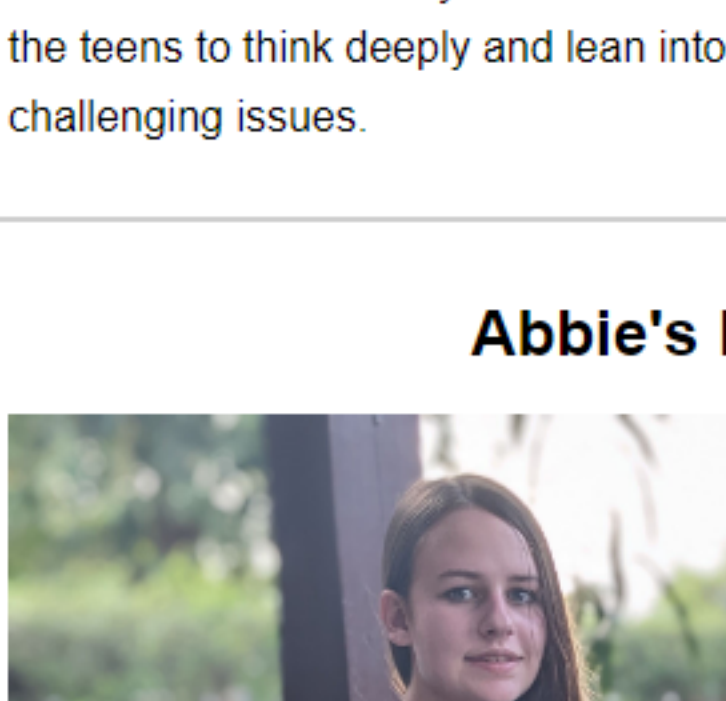 the teens to think deeply and lean into
challenging issues.
Abbie's